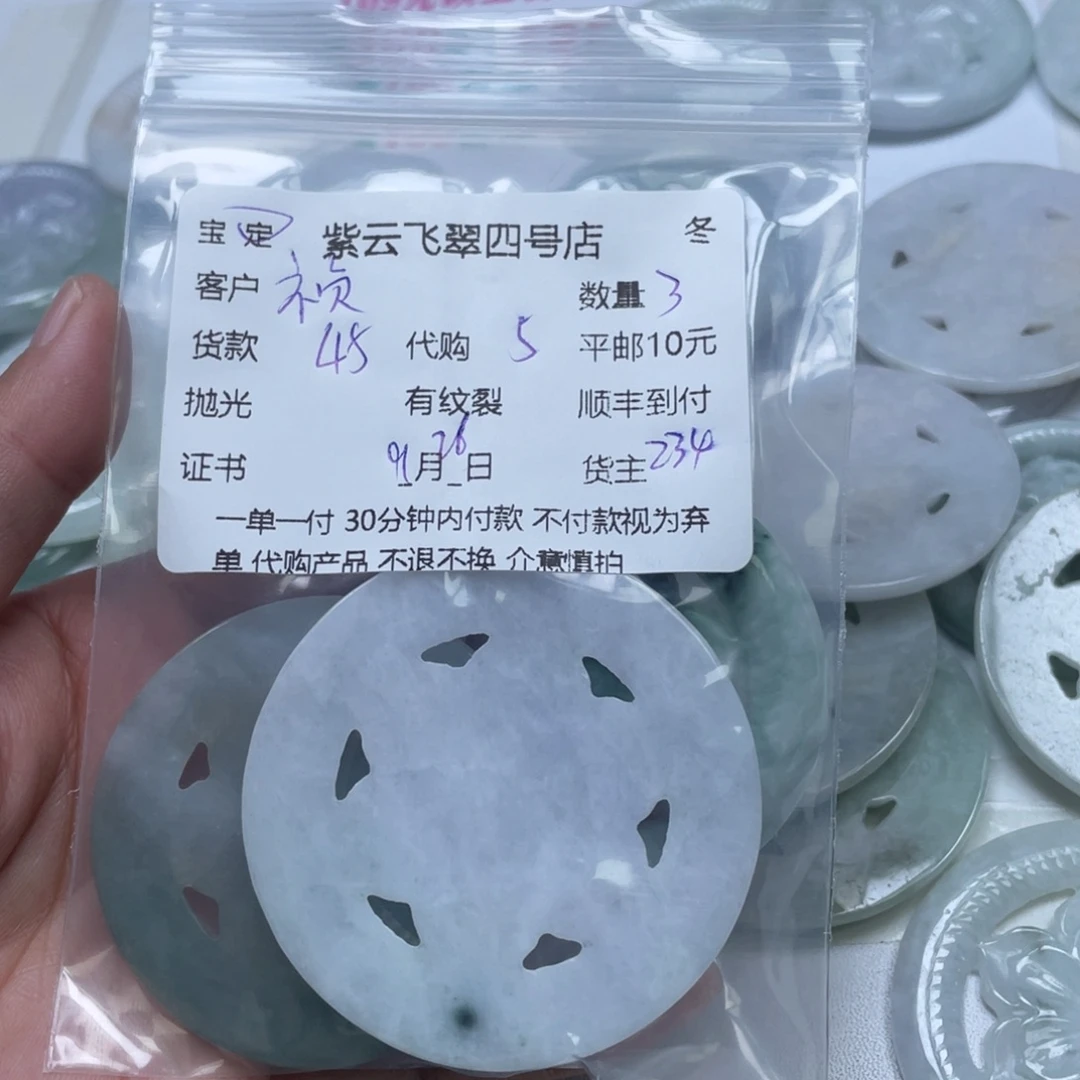 宝 定 紫云飞翠四号店 冬
客户 祯 数量 3
货款 45 代购 5 平邮10元
抛光 有纹裂 顺丰到付
证书 9月26日 货主 234
一单一付 30分钟内付款 不付款视为弃
单 代购产品 不退不换 介意慎拍